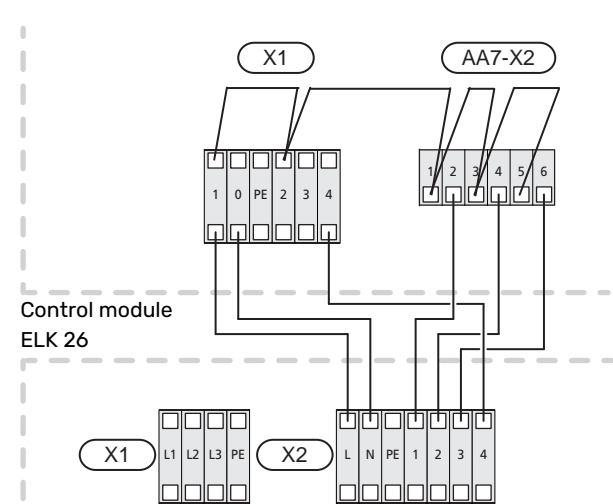 X1 AA7-X2
1 0 PE 2 3 4
1 2 3 4 5 6
Control module
ELK 26
X1 L1 L2 L3 PE X2 L N PE 1 2 3 4